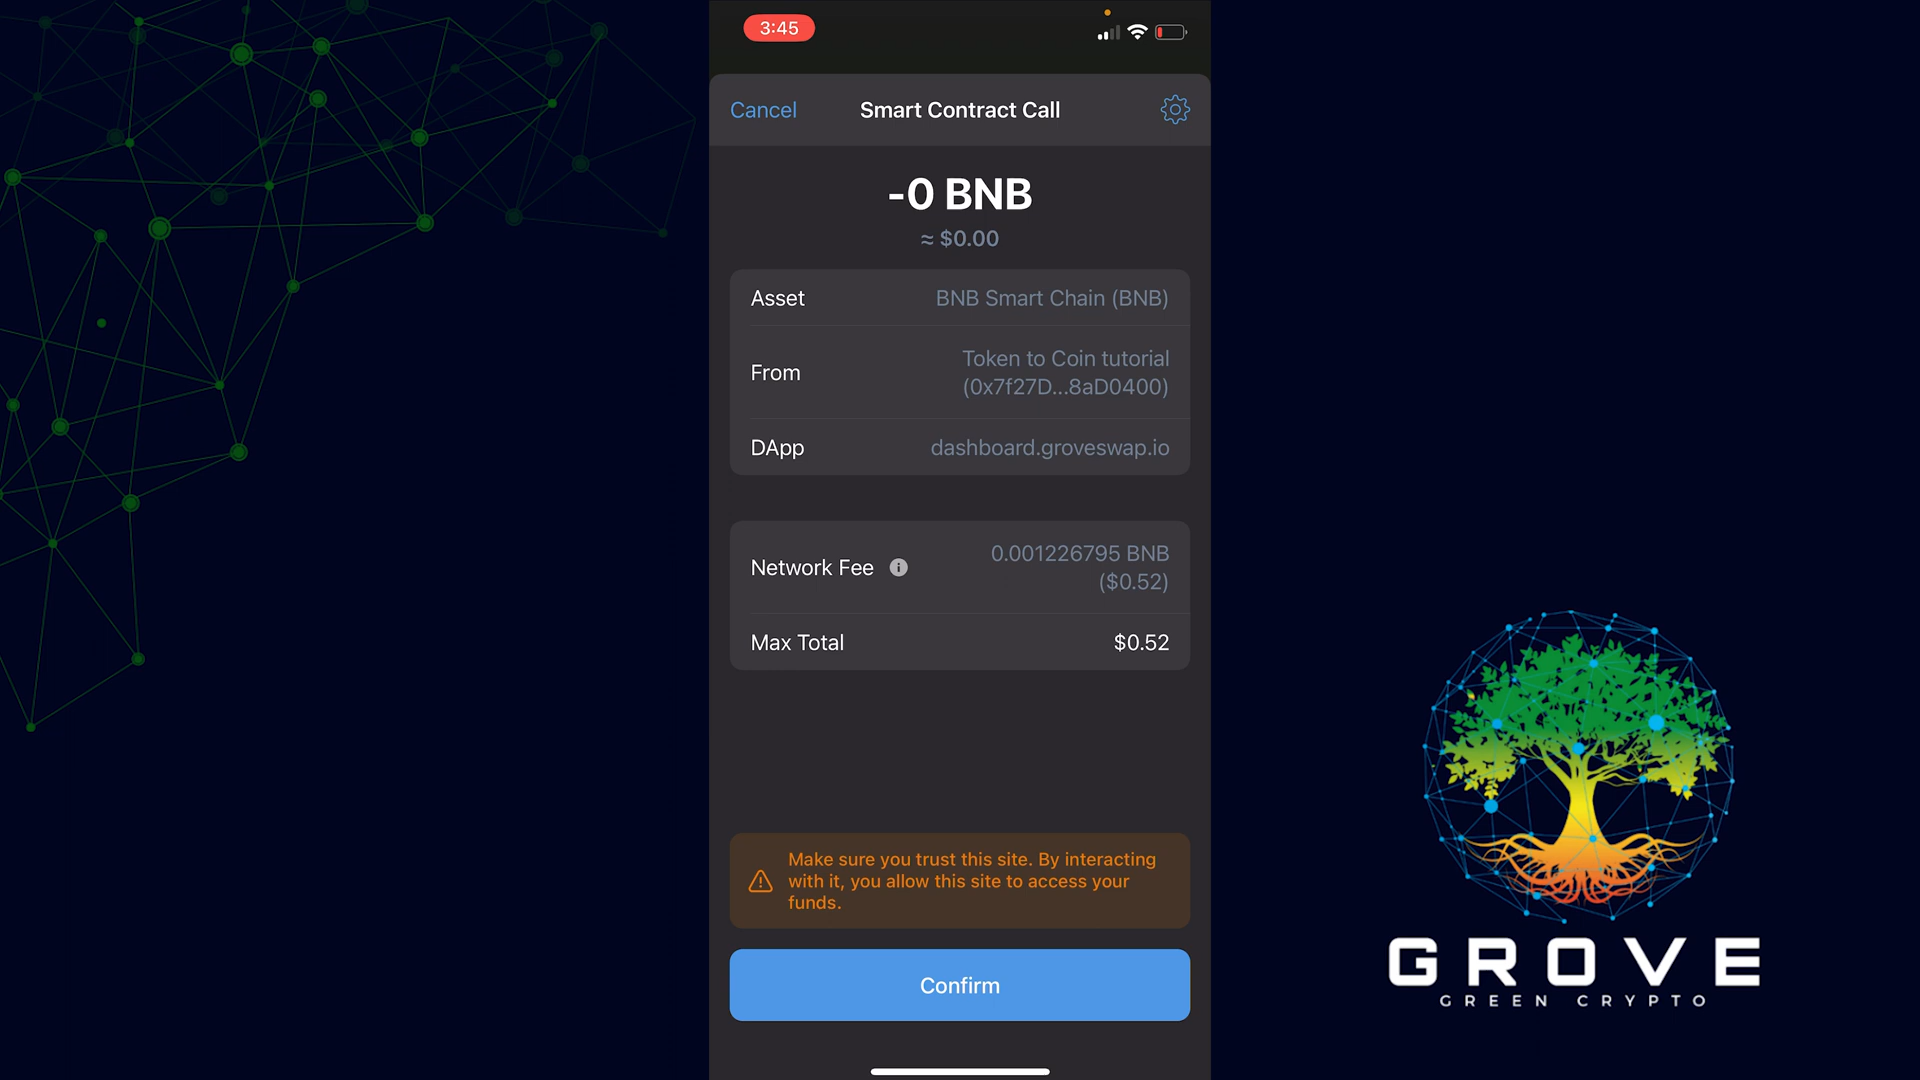 3:45
Cancel
Smart Contract Call
-0 BNB
≈ $0.00
Asset
BNB Smart Chain (BNB)
From
Token to Coin tutorial
(0x7f27D...8aD0400)
DApp
dashboard.groveswap.io
Network Fee
0.001226795 BNB
($0.52)
Max Total
$0.52
Make sure you trust this site. By interacting
with it, you allow this site to access your
funds.
Confirm
GROVE
GREEN CRYPTO